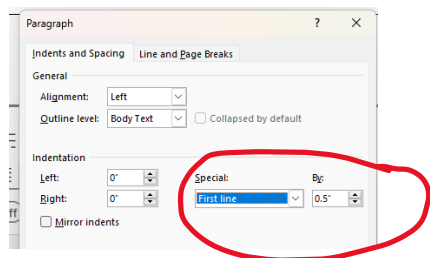 Paragraph ? ×
Indents and Spacing Line and Page Breaks
General
Alignment: Left
Outline level: Body Text Collapsed by default
Indentation
Left: 0" Special: By:
Right: 0" First line 0.5"
Mirror indents